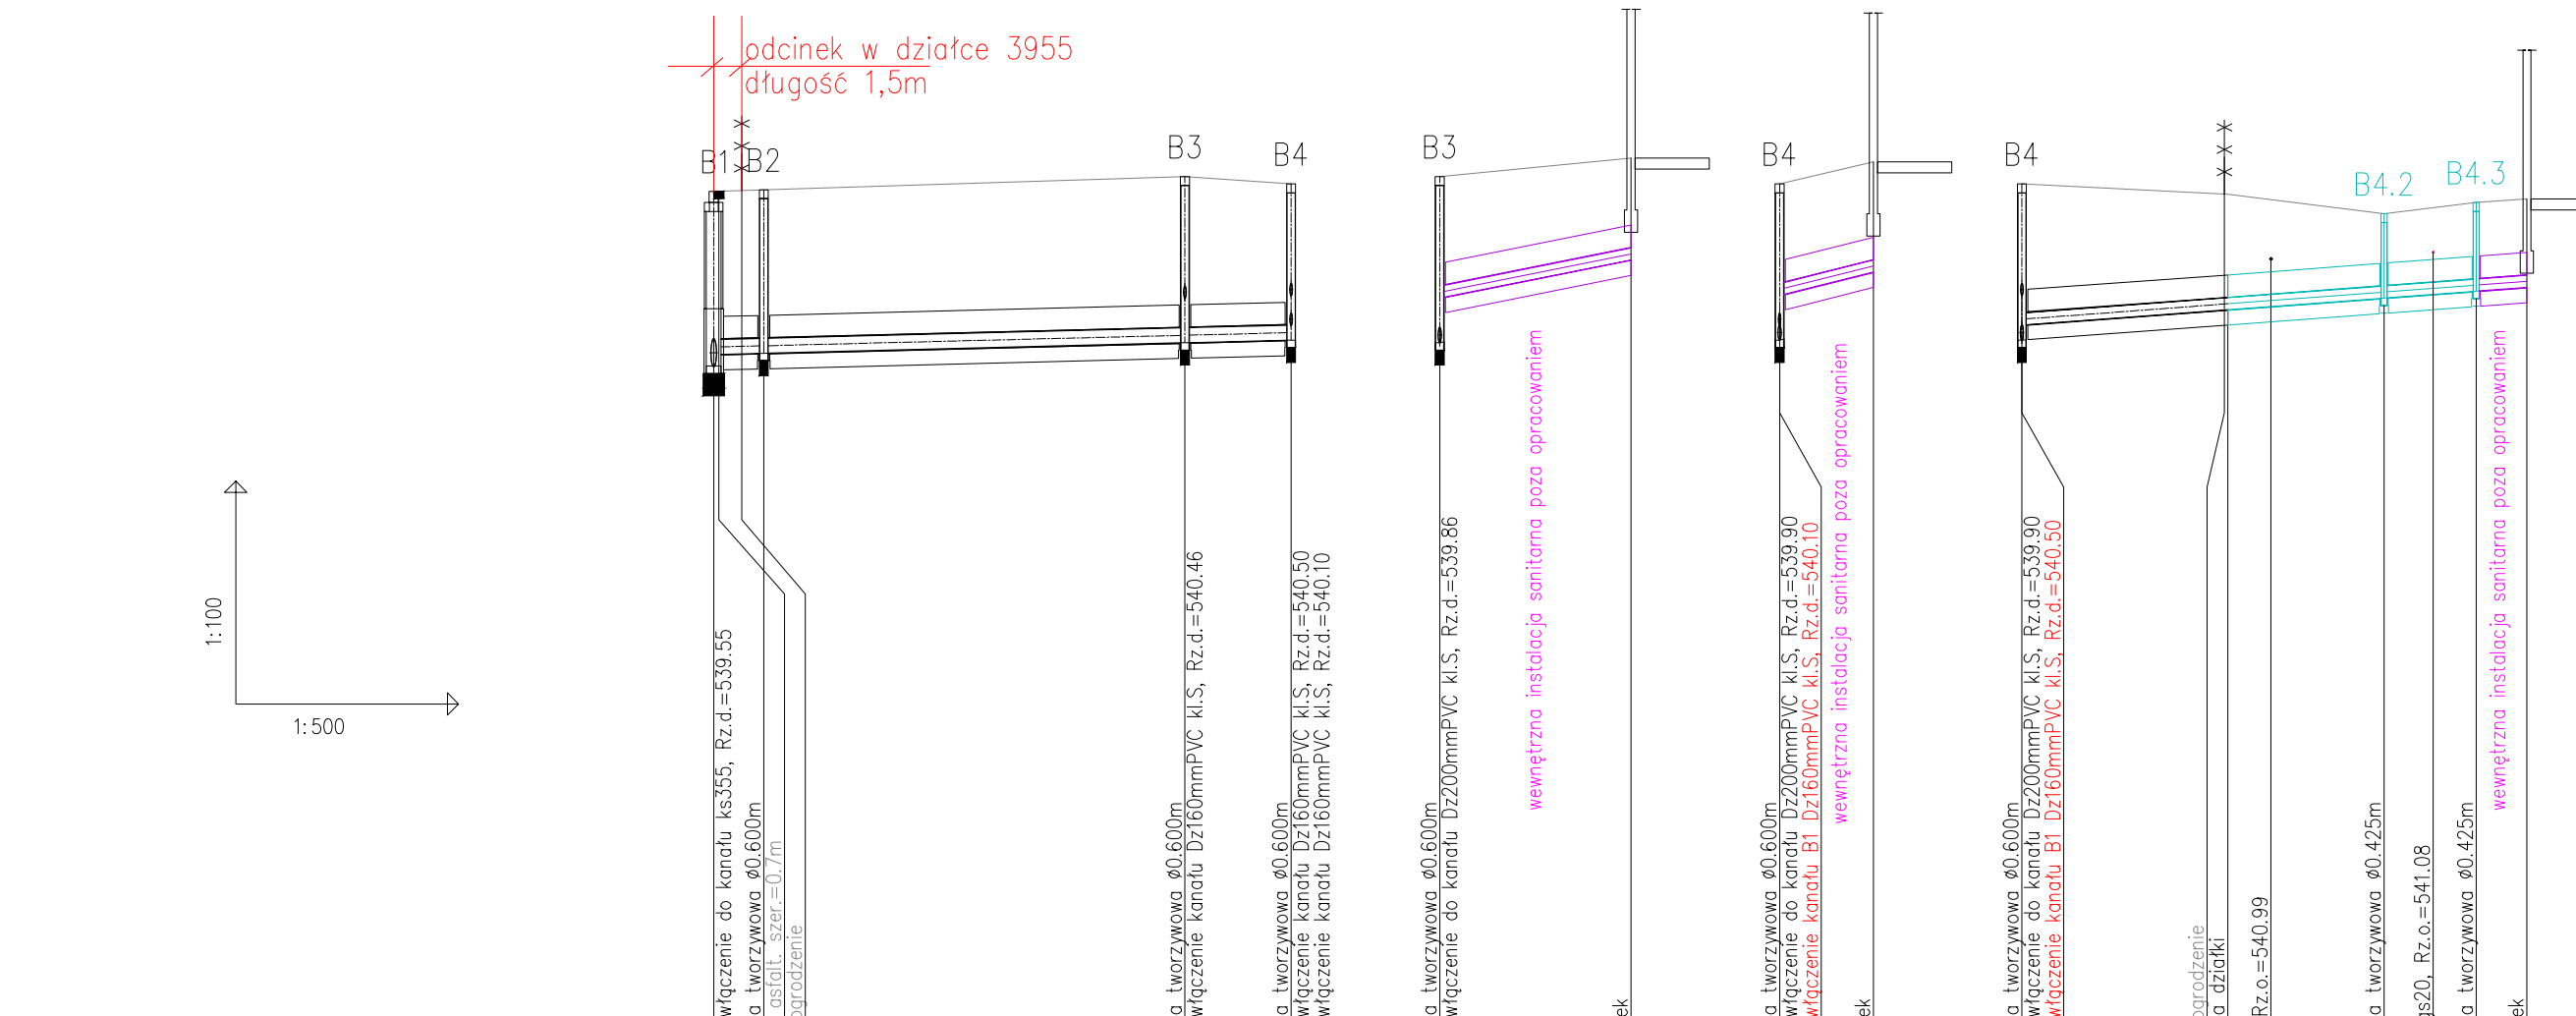 odcinek w działce 3955
długość 1,5m
B1
B2
B3
B4
B3
B4
B4
B4.2
B4.3
1:100
1:500
włączenie do kanału ks355, Rz.d.=539.55
a tworzywowa ø0.600m
asfalt. szer.=0.7m
ogrodzenie
a tworzywowa ø0.600m
włączenie kanału Dz160mmPVC kl.S, Rz.d.=540.46
a tworzywowa ø0.600m
włączenie kanału Dz160mmPVC kl.S, Rz.d.=540.50
włączenie kanału Dz160mmPVC kl.S, Rz.d.=540.10
a tworzywowa ø0.600m
włączenie do kanału Dz200mmPVC kl.S, Rz.d.=539.86
wewnętrzna instalacja sanitarna poza opracowaniem
ek
a tworzywowa ø0.600m
włączenie do kanału Dz200mmPVC kl.S, Rz.d.=539.90
włączenie kanału B1 Dz160mmPVC kl.S, Rz.d.=540.10
wewnętrzna instalacja sanitarna poza opracowaniem
ek
a tworzywowa ø0.600m
włączenie do kanału Dz200mmPVC kl.S, Rz.d.=539.90
włączenie kanału B1 Dz160mmPVC kl.S, Rz.d.=540.50
ogrodzenie
a działki
Rz.o.=540.99
a tworzywowa ø0.425m
gs20, Rz.o.=541.08
a tworzywowa ø0.425m
wewnętrzna instalacja sanitarna poza opracowaniem
ek